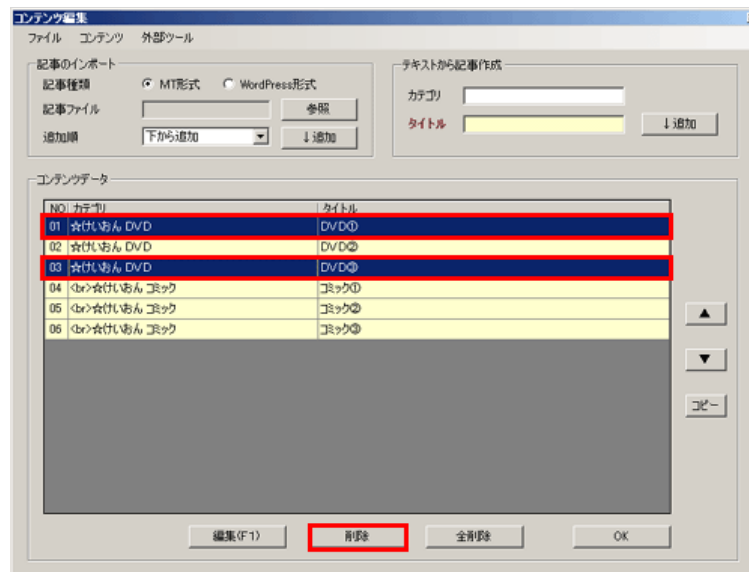 コンテンツ編集
ファイル コンテンツ 外部ツール
記事のインポート
記事種類 MT形式 WordPress形式
記事ファイル 参照
追加順 下から追加 ↓追加
テキストから記事作成
カテゴリ
タイトル ↓追加
コンテンツデータ
NO カテゴリ タイトル
01 ☆けいおん DVD DVD①
02 ☆けいおん DVD DVD②
03 ☆けいおん DVD DVD③
04 <br>☆けいおん コミック コミック①
05 <br>☆けいおん コミック コミック②
06 <br>☆けいおん コミック コミック③
▲
▼
コピー
編集(F1) 削除 全削除 OK